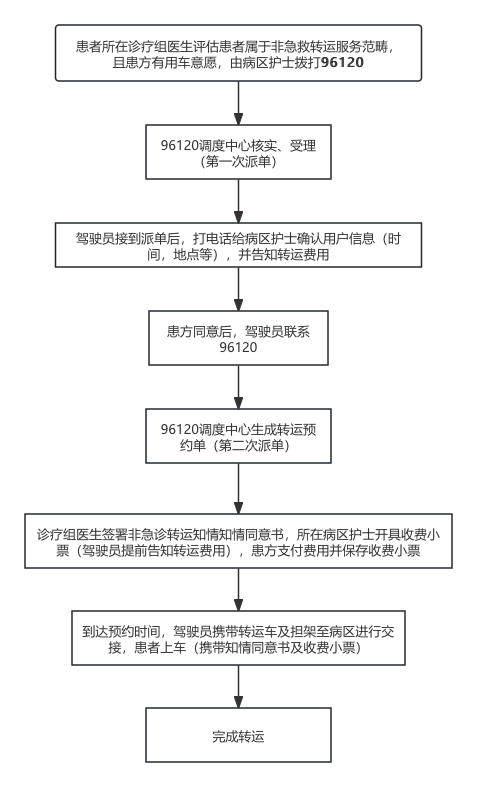 患者所在诊疗组医生评估患者属于非急救转运服务范畴，
且患方有用车意愿，由病区护士拨打96120
96120调度中心核实、受理
（第一次派单）
驾驶员接到派单后，打电话给病区护士确认用户信息（时
间，地点等），并告知转运费用
患方同意后，驾驶员联系
96120
96120调度中心生成转运预
约单（第二次派单）
诊疗组医生签署非急诊转运知情知情同意书，所在病区护士开具收费小
票（驾驶员提前告知转运费用），患方支付费用并保存收费小票
到达预约时间，驾驶员携带转运车及担架至病区进行交
接，患者上车（携带知情同意书及收费小票）
完成转运